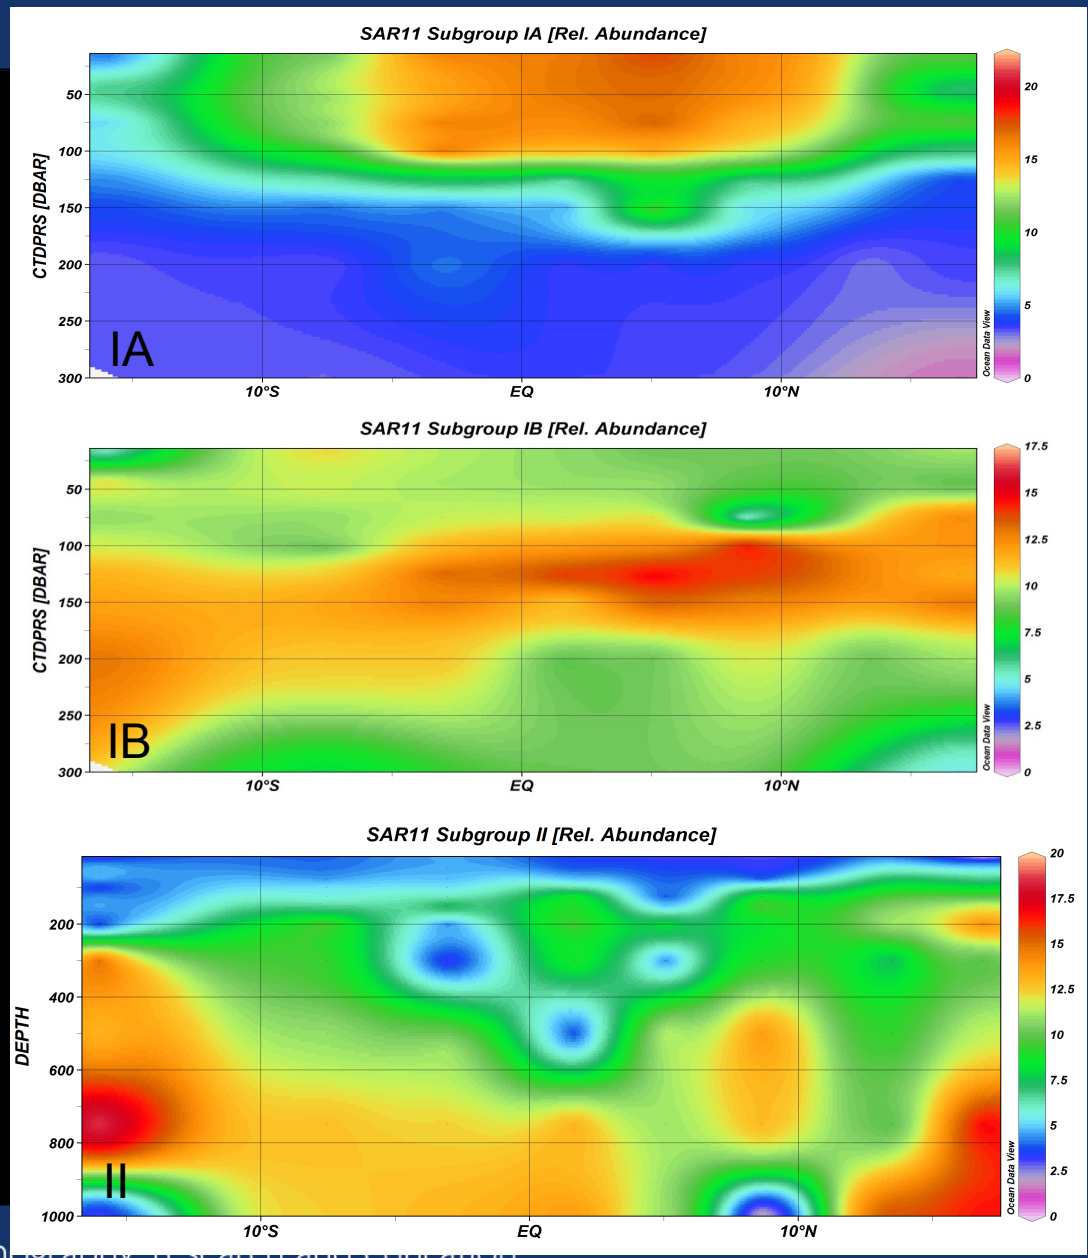 SAR11 Subgroup IA [Rel. Abundance]
CTDPRS [DBAR]
50
100
150
200
250
300
10°S
EQ
10°N
IA
Ocean Data View
20
15
10
5
0
SAR11 Subgroup IB [Rel. Abundance]
CTDPRS [DBAR]
50
100
150
200
250
300
10°S
EQ
10°N
IB
Ocean Data View
17.5
15
12.5
10
7.5
5
2.5
0
SAR11 Subgroup II [Rel. Abundance]
DEPTH
200
400
600
800
1000
10°S
EQ
10°N
II
Ocean Data View
20
17.5
15
12.5
10
7.5
5
2.5
0